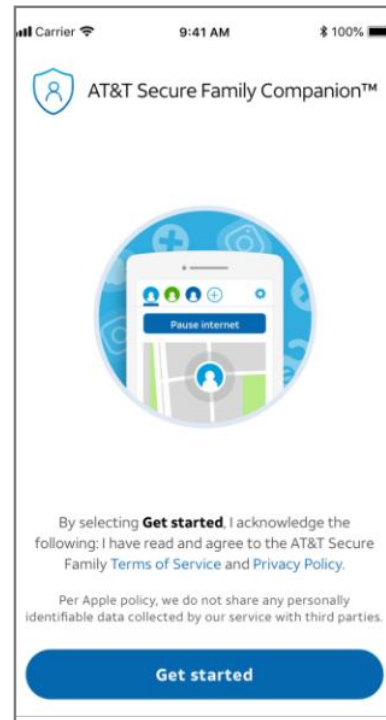 Carrier 9:41 AM 100%
AT&T Secure Family Companion™
Pause internet
By selecting Get started, I acknowledge the
following: I have read and agree to the AT&T Secure
Family Terms of Service and Privacy Policy.
Per Apple policy, we do not share any personally
identifiable data collected by our service with third parties.
Get started